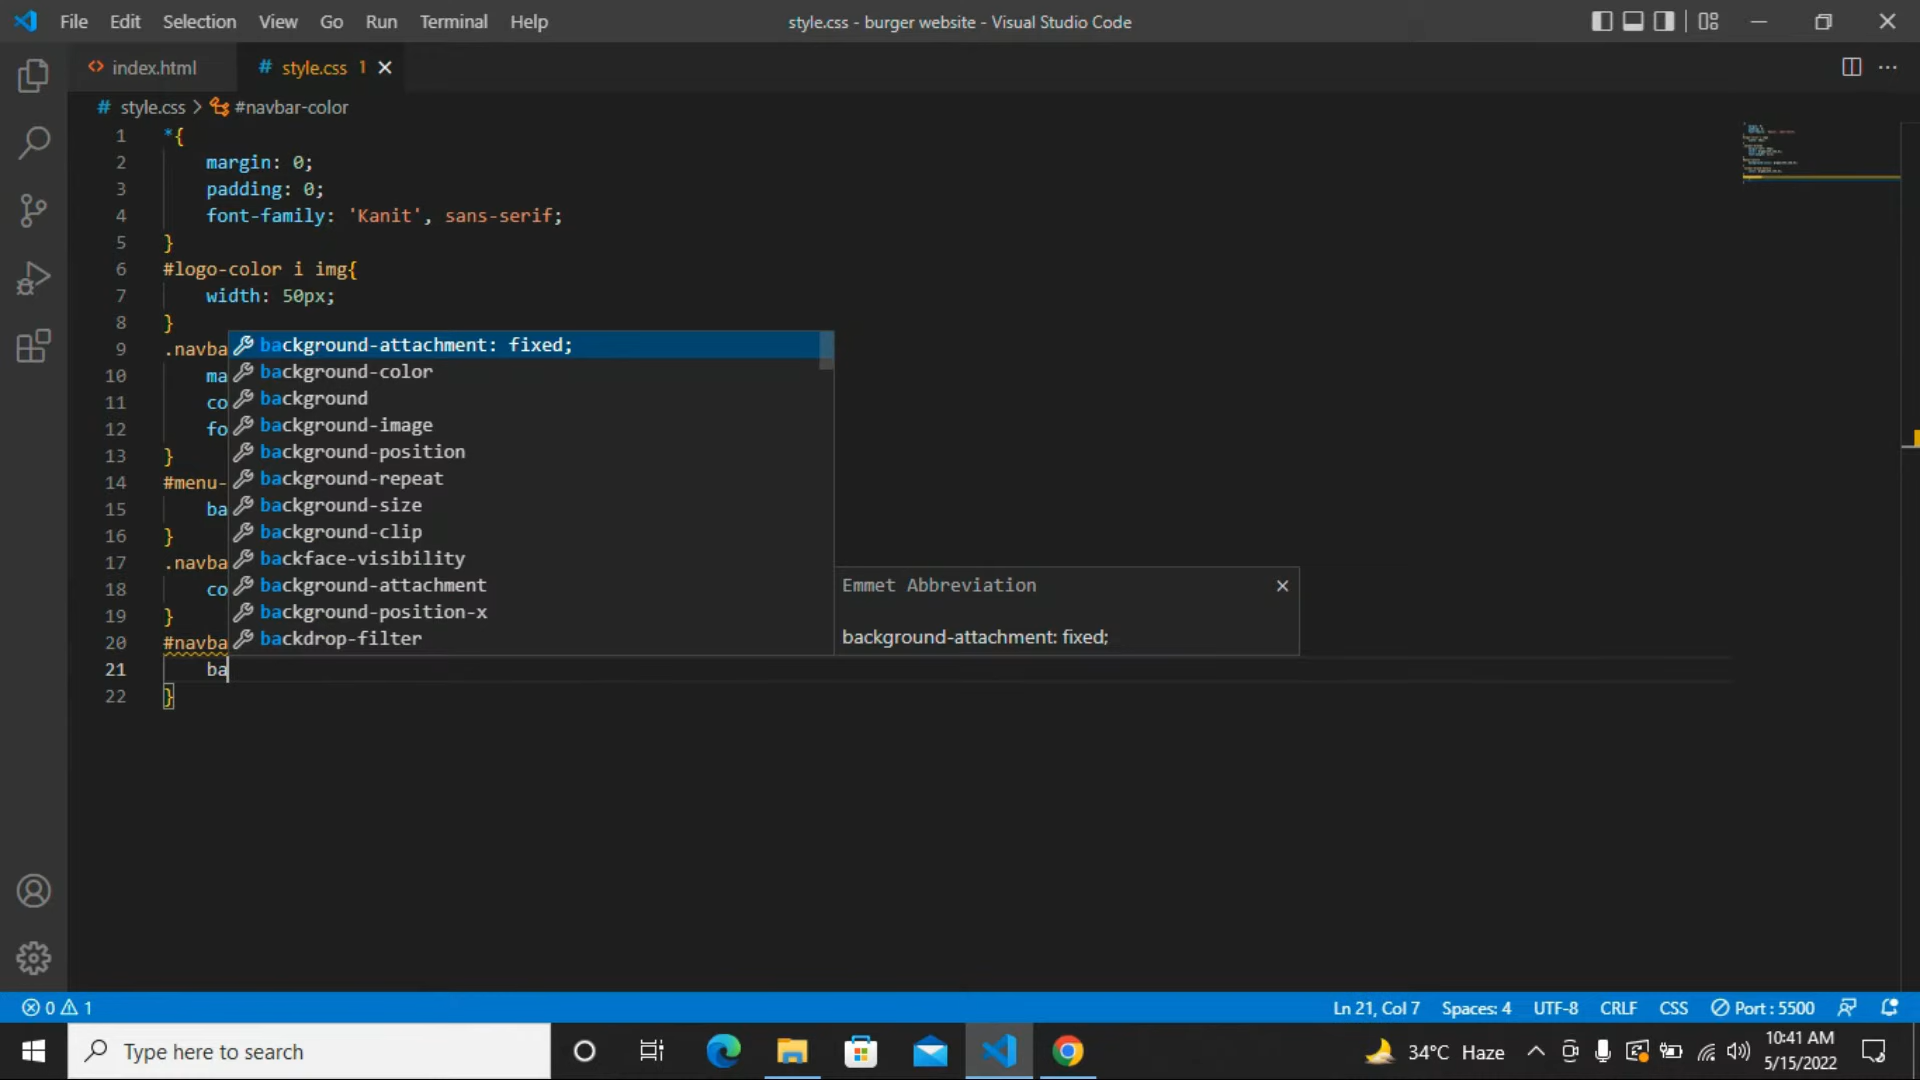 File Edit Selection View Go Run Terminal Help
style.css - burger website - Visual Studio Code
<> index.html
# style.css 1
# style.css > #navbar-color
1 *{
2 margin: 0;
3 padding: 0;
4 font-family: 'Kanit', sans-serif;
5 }
6 #logo-color i img{
7 width: 50px;
8 }
9 .navba
10 ma
11 co
12 fo
13 }
14 #menu-
15 ba
16 }
17 .navba
18 co
19 }
20 #navba
21 ba
22 }
background-attachment: fixed;
background-color
background
background-image
background-position
background-repeat
background-size
background-clip
backface-visibility
background-attachment
background-position-x
backdrop-filter
Emmet Abbreviation
background-attachment: fixed;
0 1
Ln 21, Col 7 Spaces: 4 UTF-8 CRLF CSS Port : 5500
Type here to search
34°C Haze
10:41 AM
5/15/2022